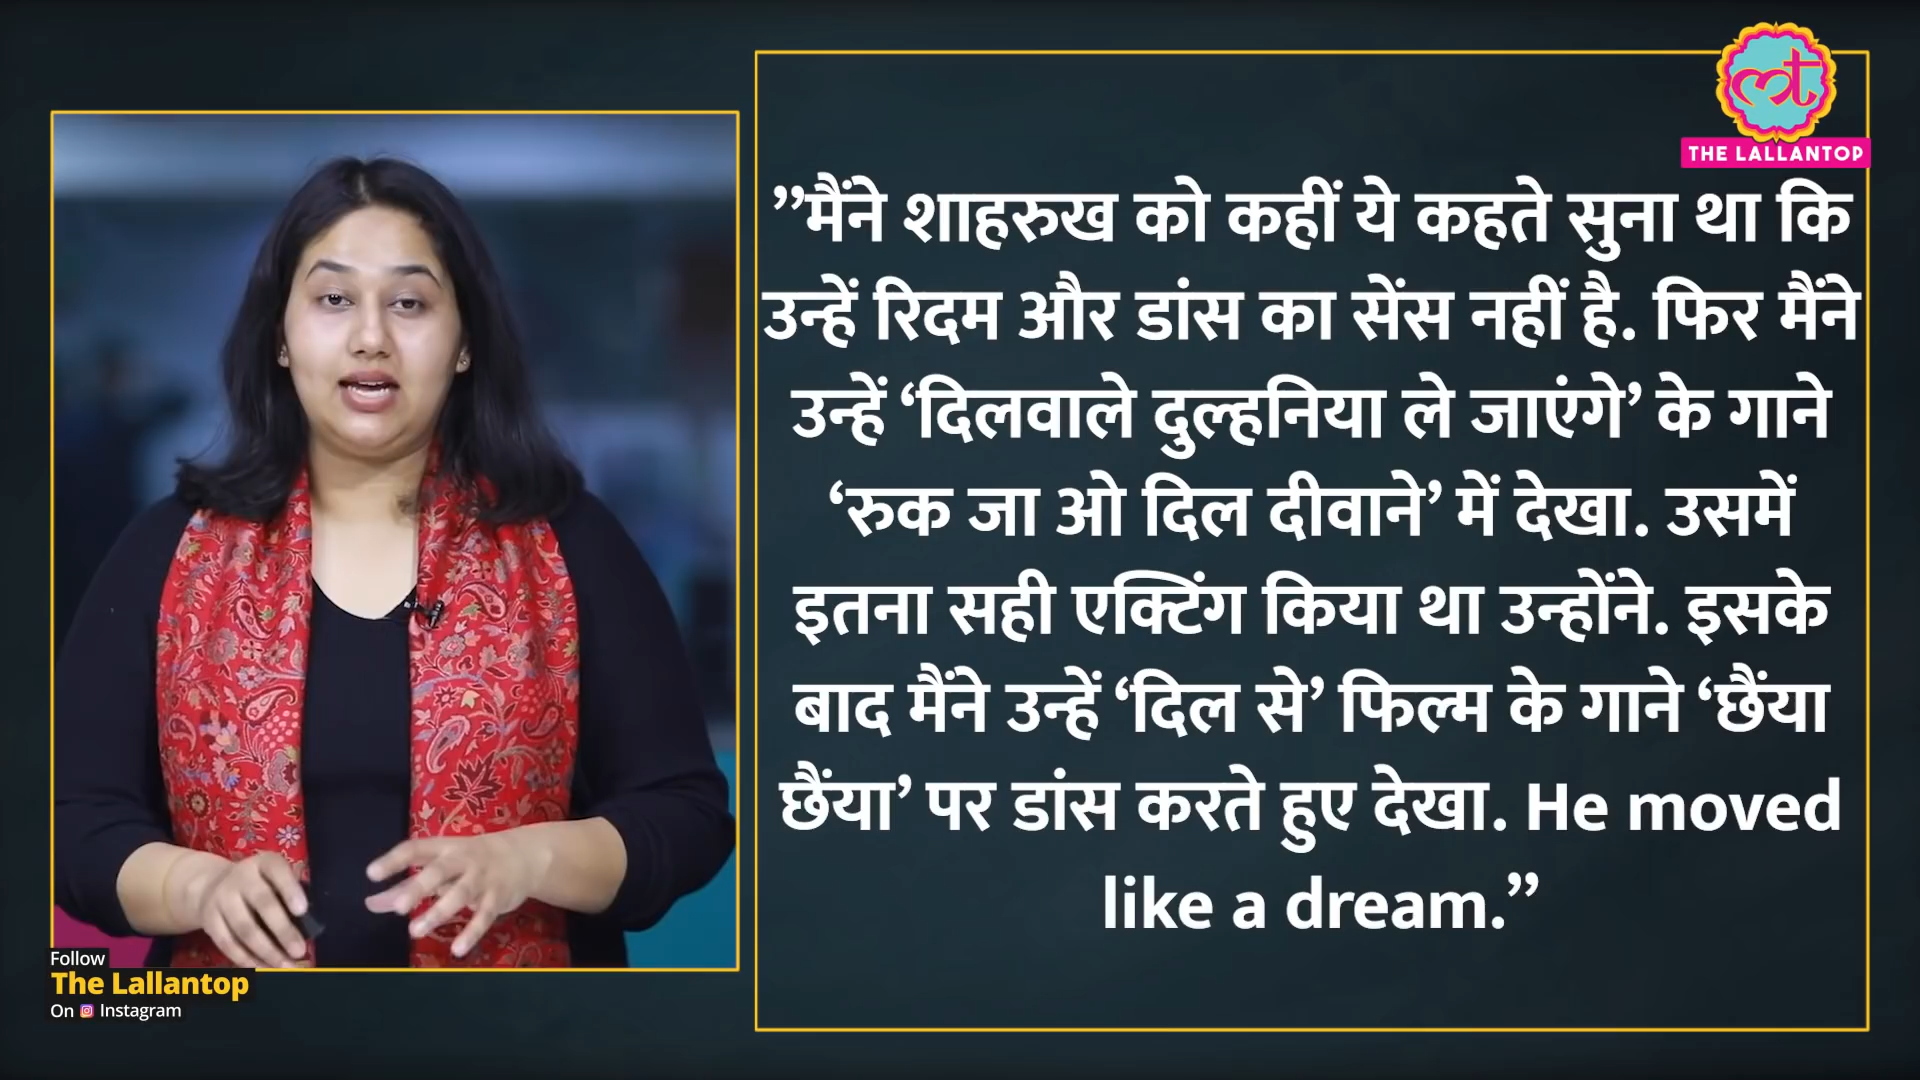 THE LALLANTOP
”मैंने शाहरुख को कहीं ये कहते सुना था कि
उन्हें रिदम और डांस का सेंस नहीं है. फिर मैंने
उन्हें ‘दिलवाले दुल्हनिया ले जाएंगे’ के गाने
‘रुक जा ओ दिल दीवाने’ में देखा. उसमें
इतना सही एक्टिंग किया था उन्होंने. इसके
बाद मैंने उन्हें ‘दिल से’ फिल्म के गाने ‘छैंया
छैंया’ पर डांस करते हुए देखा. He moved
like a dream.”
Follow
The Lallantop
On Instagram